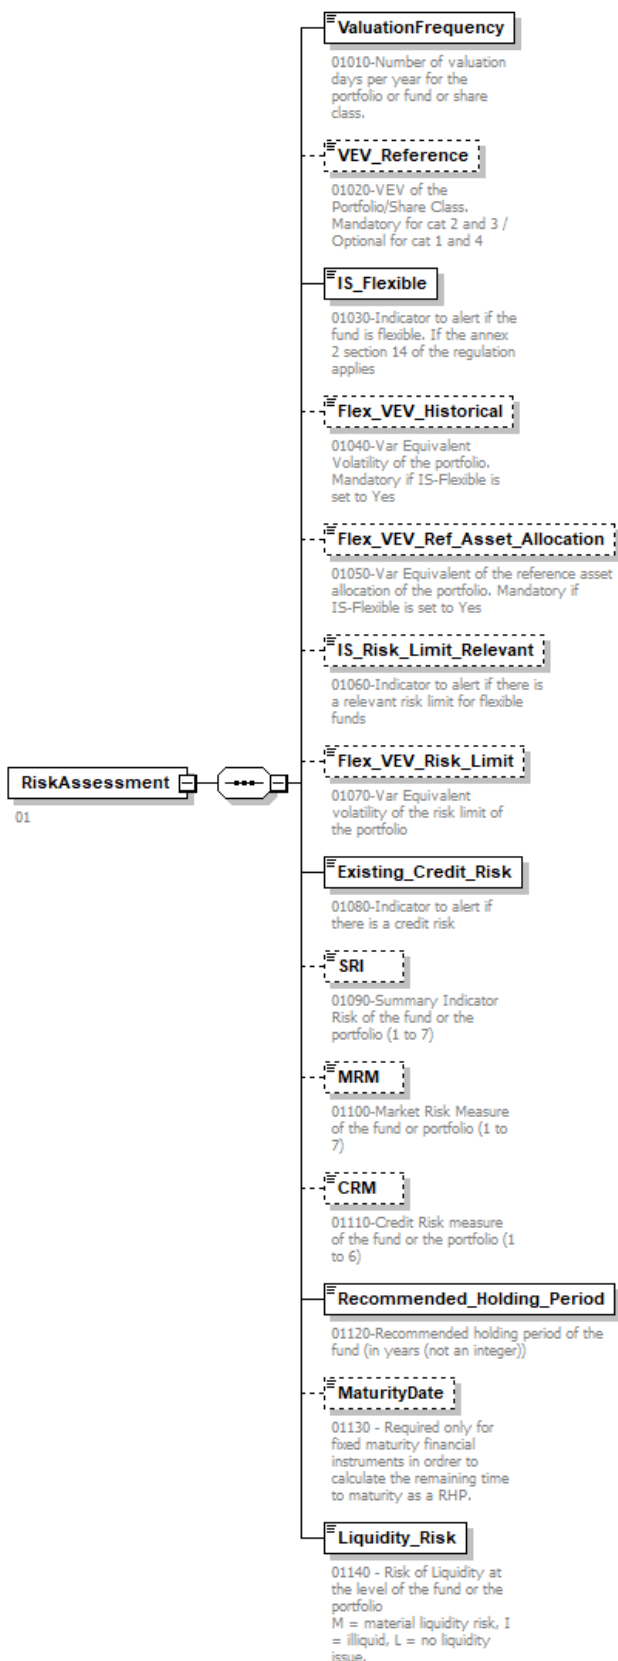 ValuationFrequency
01010-Number of valuation
days per year for the
portfolio or fund or share
class.
VEV_Reference
01020-VEV of the
Portfolio/Share Class.
Mandatory for cat 2 and 3 /
Optional for cat 1 and 4
IS_Flexible
01030-Indicator to alert if the
fund is flexible. If the annex
2 section 14 of the regulation
applies
Flex_VEV_Historical
01040-Var Equivalent
Volatility of the portfolio.
Mandatory if IS-Flexible is
set to Yes
Flex_VEV_Ref_Asset_Allocation
01050-Var Equivalent of the reference asset
allocation of the portfolio. Mandatory if
IS-Flexible is set to Yes
IS_Risk_Limit_Relevant
01060-Indicator to alert if there is
a relevant risk limit for flexible
funds
Flex_VEV_Risk_Limit
01070-Var Equivalent
volatility of the risk limit of
the portfolio
RiskAssessment
01
Existing_Credit_Risk
01080-Indicator to alert if
there is a credit risk
SRI
01090-Summary Indicator
Risk of the fund or the
portfolio (1 to 7)
MRM
01100-Market Risk Measure
of the fund or portfolio (1 to
7)
CRM
01110-Credit Risk measure
of the fund or the portfolio (1
to 6)
Recommended_Holding_Period
01120-Recommended holding period of the
fund (in years (not an integer))
MaturityDate
01130 - Required only for
fixed maturity financial
instruments in ordrer to
calculate the remaining time
to maturity as a RHP.
Liquidity_Risk
01140 - Risk of Liquidity at
the level of the fund or the
portfolio
M = material liquidity risk, I
= illiquid, L = no liquidity
issue.